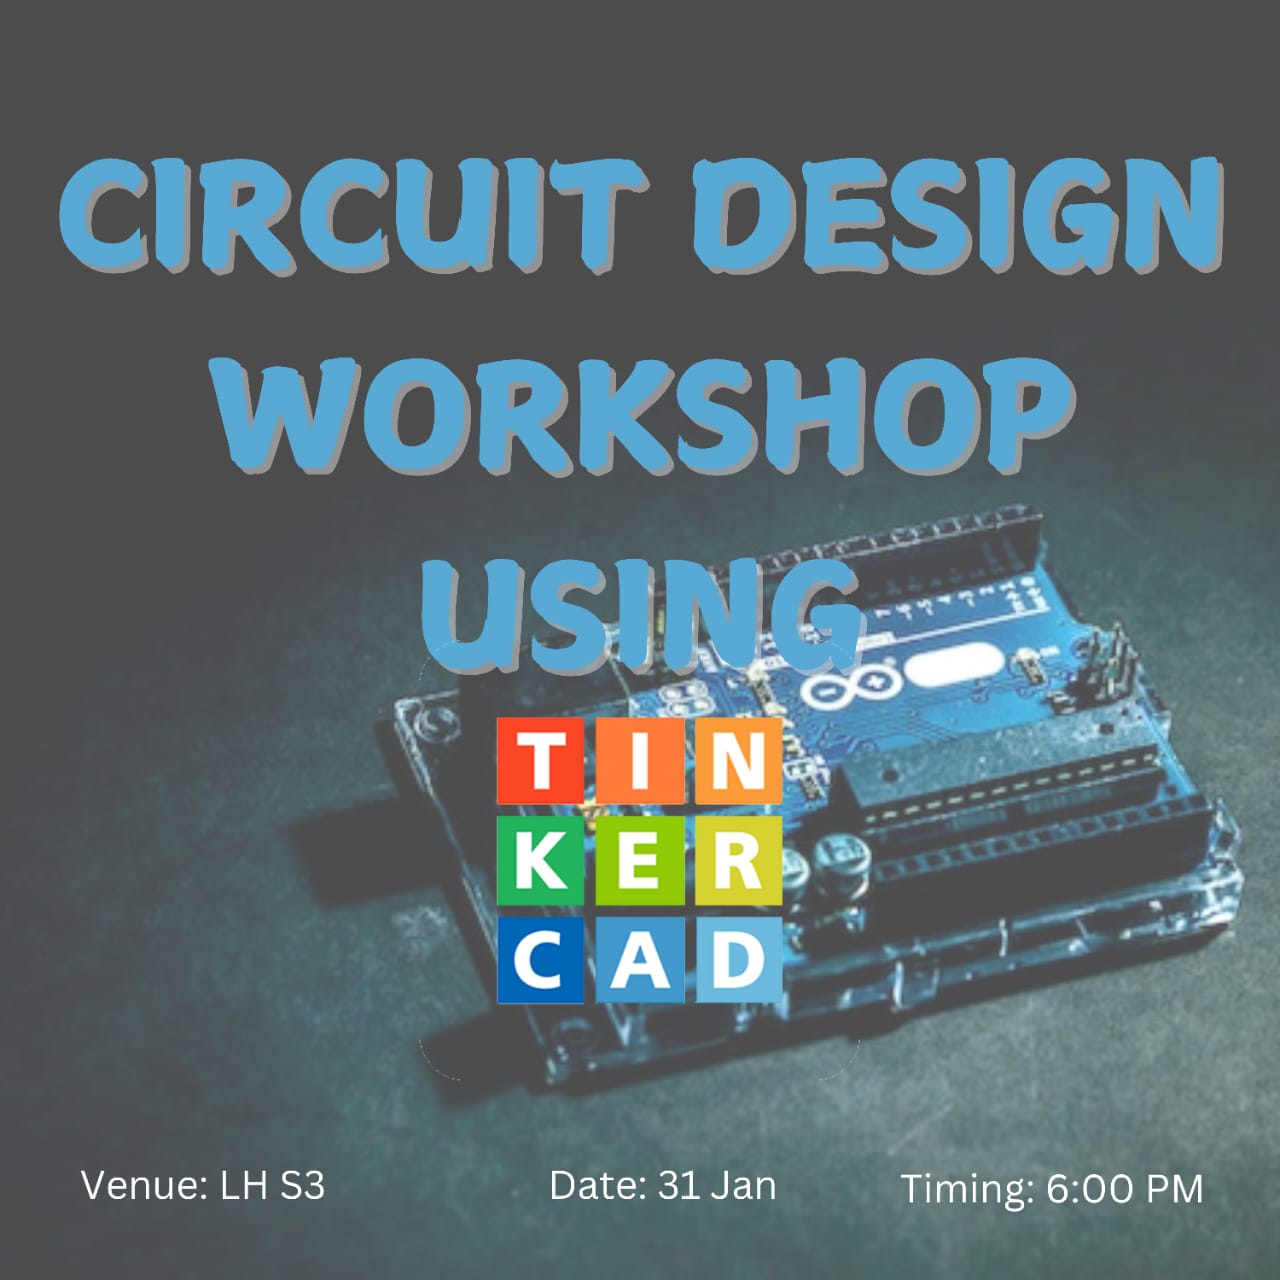 CIRCUIT DESIGN
WORKSHOP
USING
TIN
KER
CAD
Venue: LH S3
Date: 31 Jan
Timing: 6:00 PM